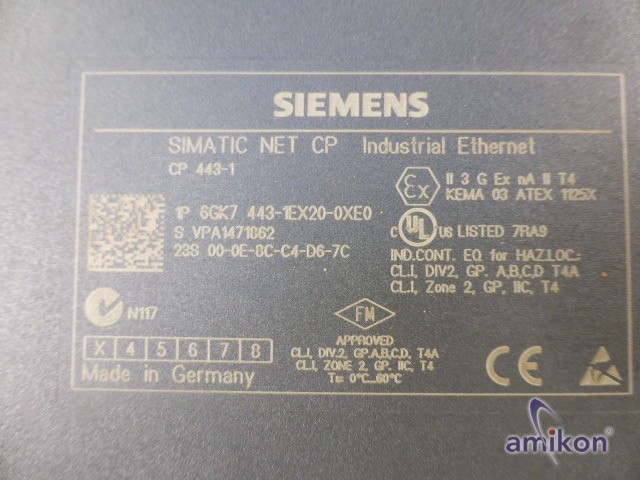 SIEMENS
SIMATIC NET CP Industrial Ethernet
CP 443-1
Ex
II 3 G Ex nA II T4
KEMA 03 ATEX 1125X
1P 6GK7 443-1EX20-0XE0
S VPA1471862
23S 00-0E-8C-C4-D6-7C
c UL US LISTED 7RA9
IND.CONT. EQ for HAZ.LOC.:
CL.I, DIV.2, GP. A,B,C,D T4A
CL.I, Zone 2, GP. IIC, T4
N117
FM
APPROVED
CL.I, DIV.2, GP.A,B,C,D, T4A
CL.I, ZONE 2, GP. IIC, T4
Ta: 0°C...60°C
X 4 5 6 7 8
Made in Germany
CE
amikon®